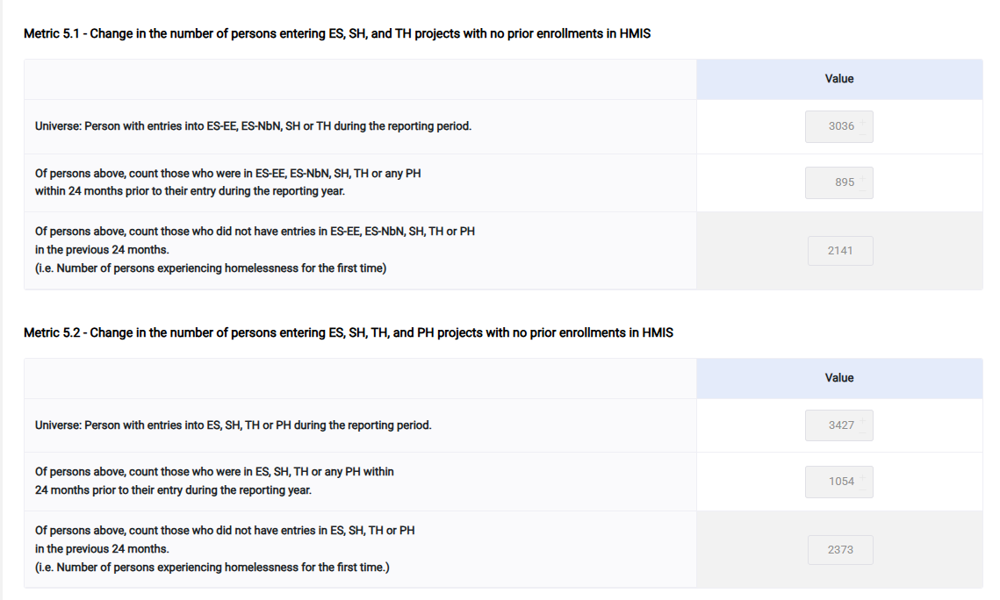 Metric 5.1 - Change in the number of persons entering ES, SH, and TH projects with no prior enrollments in HMIS
Value
Universe: Person with entries into ES-EE, ES-NbN, SH or TH during the reporting period.
3036
Of persons above, count those who were in ES-EE, ES-NbN, SH, TH or any PH
within 24 months prior to their entry during the reporting year.
895
Of persons above, count those who did not have entries in ES-EE, ES-NbN, SH, TH or PH
in the previous 24 months.
(i.e. Number of persons experiencing homelessness for the first time)
2141
Metric 5.2 - Change in the number of persons entering ES, SH, TH, and PH projects with no prior enrollments in HMIS
Value
Universe: Person with entries into ES, SH, TH or PH during the reporting period.
3427
Of persons above, count those who were in ES, SH, TH or any PH within
24 months prior to their entry during the reporting year.
1054
Of persons above, count those who did not have entries in ES, SH, TH or PH
in the previous 24 months.
(i.e. Number of persons experiencing homelessness for the first time.)
2373